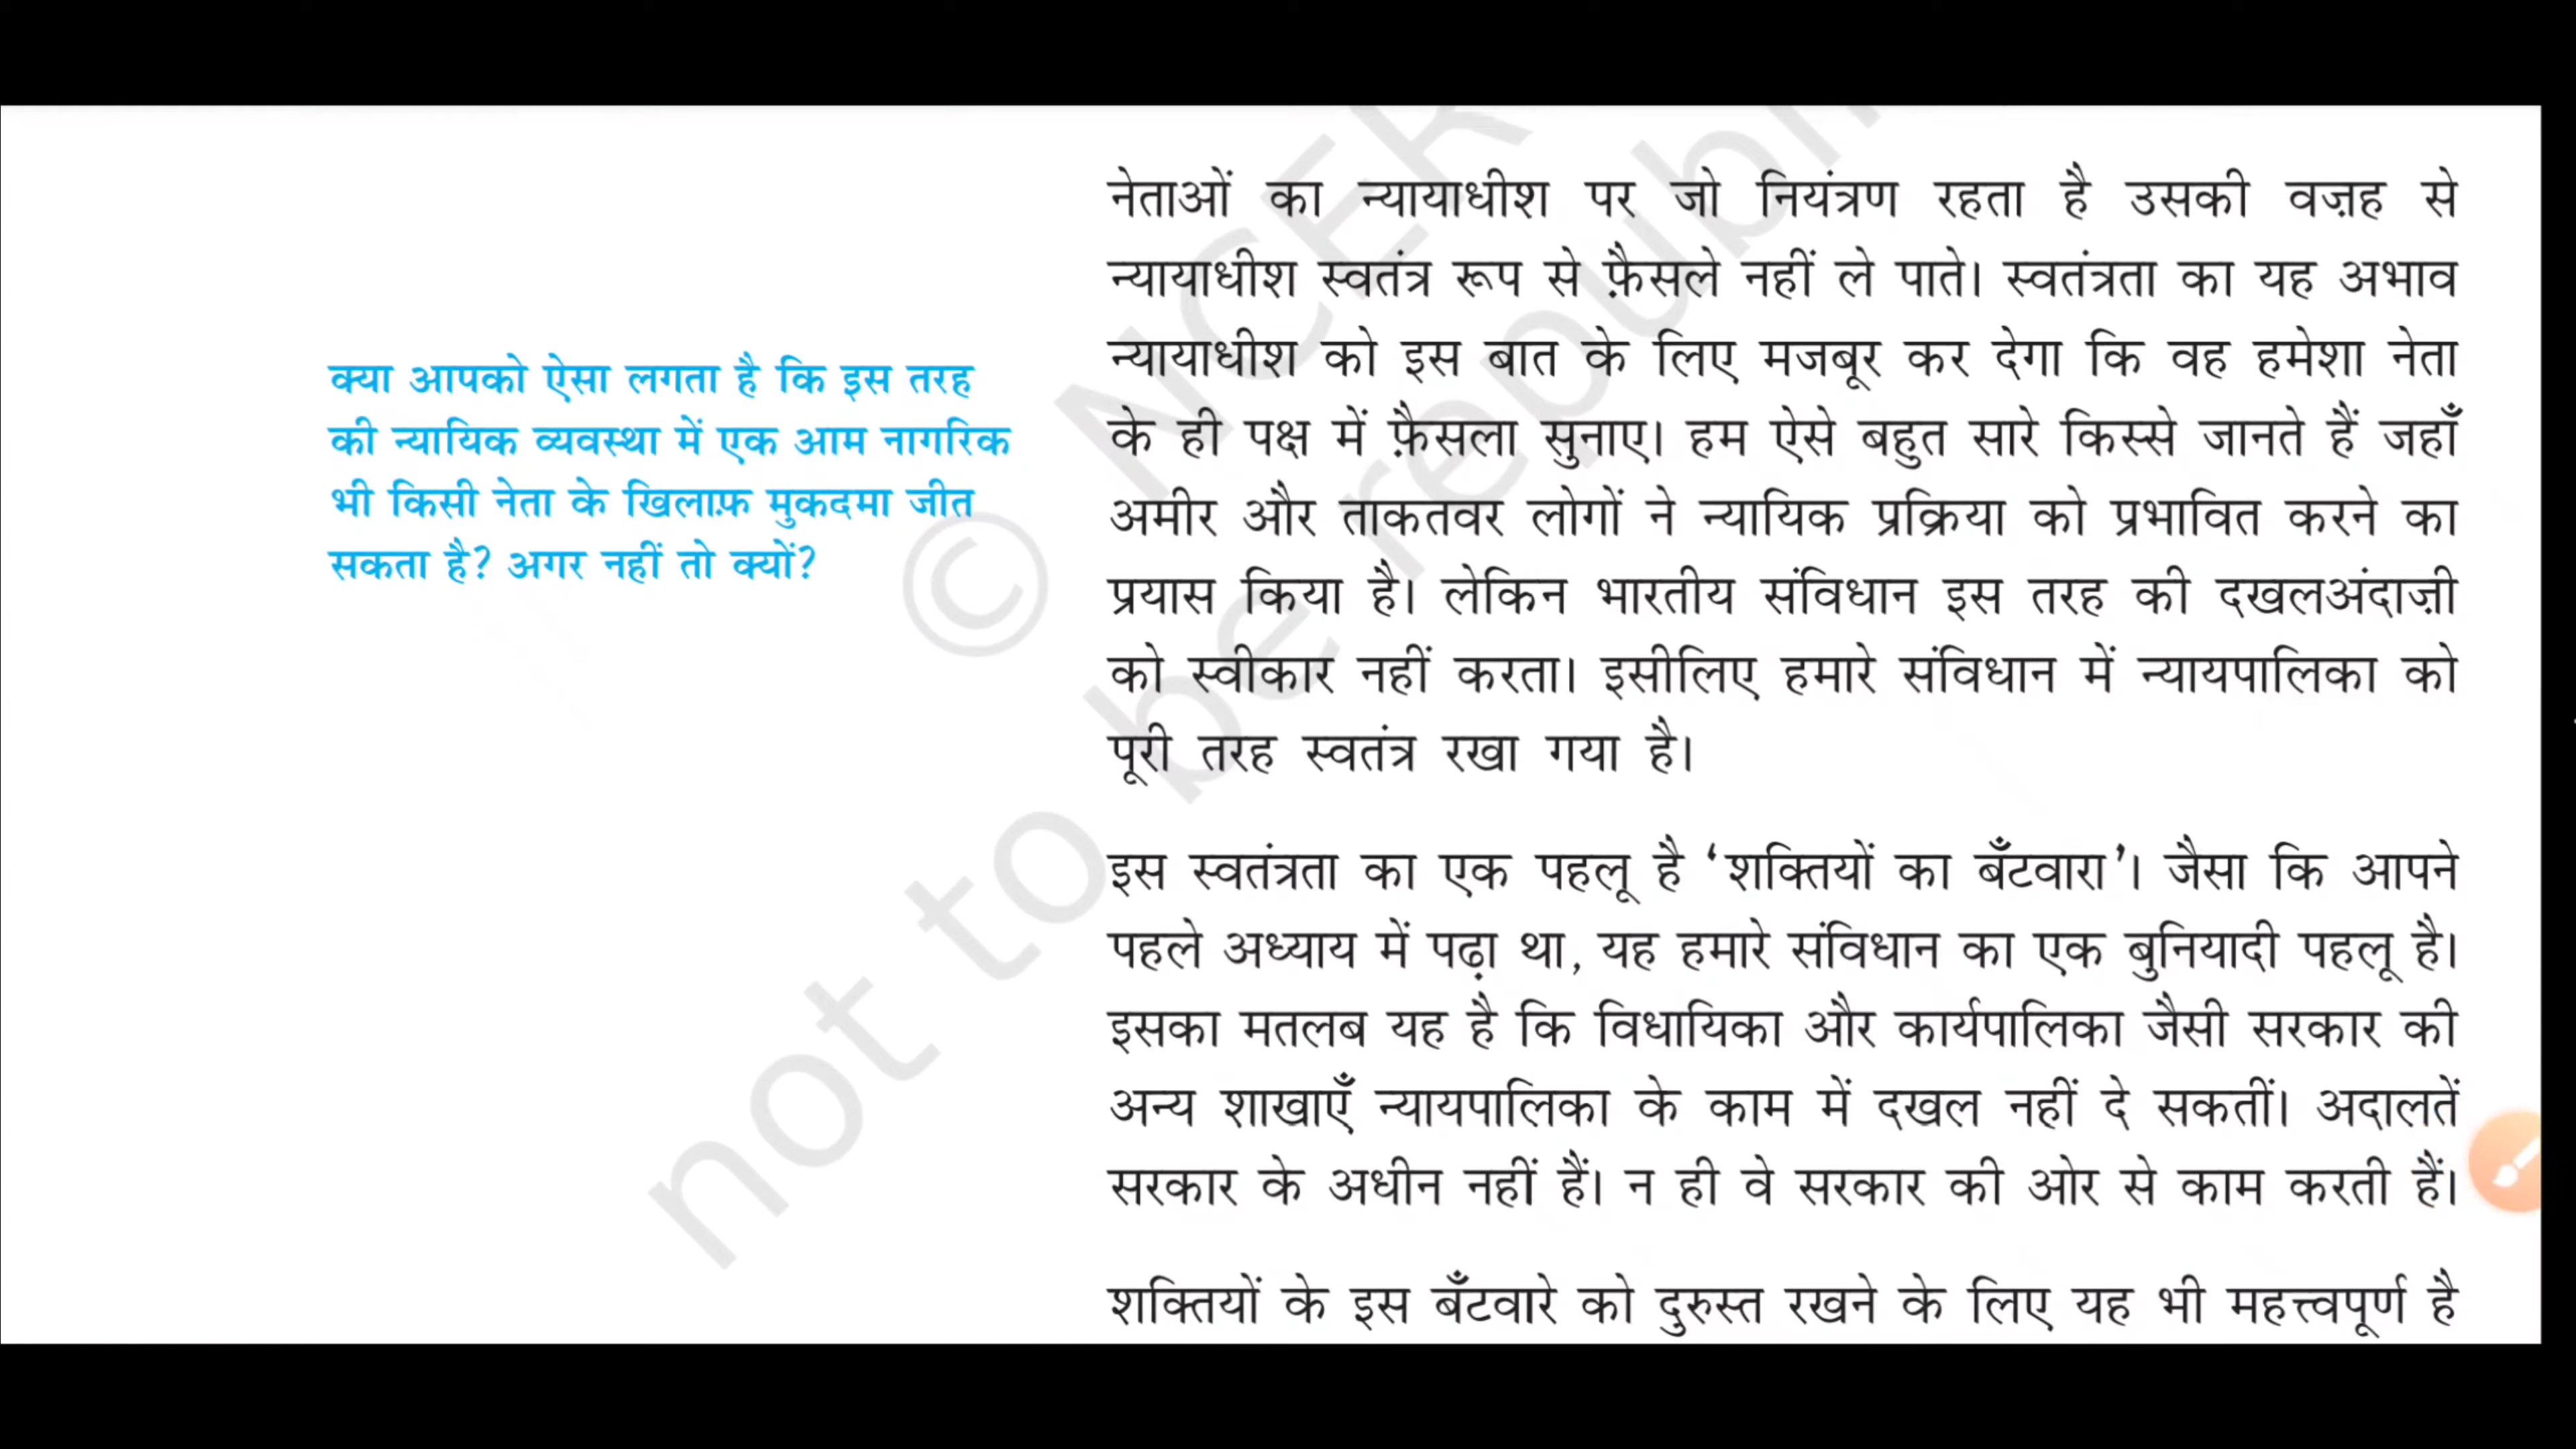 क्या आपको ऐसा लगता है कि इस तरह
की न्यायिक व्यवस्था में एक आम नागरिक
भी किसी नेता के खिलाफ़ मुकदमा जीत
सकता है? अगर नहीं तो क्यों?
नेताओं का न्यायाधीश पर जो नियंत्रण रहता है उसकी वज़ह से
न्यायाधीश स्वतंत्र रूप से फ़ैसले नहीं ले पाते। स्वतंत्रता का यह अभाव
न्यायाधीश को इस बात के लिए मजबूर कर देगा कि वह हमेशा नेता
के ही पक्ष में फ़ैसला सुनाए। हम ऐसे बहुत सारे किस्से जानते हैं जहाँ
अमीर और ताकतवर लोगों ने न्यायिक प्रक्रिया को प्रभावित करने का
प्रयास किया है। लेकिन भारतीय संविधान इस तरह की दखलअंदाज़ी
को स्वीकार नहीं करता। इसीलिए हमारे संविधान में न्यायपालिका को
पूरी तरह स्वतंत्र रखा गया है।
इस स्वतंत्रता का एक पहलू है ‘शक्तियों का बँटवारा’। जैसा कि आपने
पहले अध्याय में पढ़ा था, यह हमारे संविधान का एक बुनियादी पहलू है।
इसका मतलब यह है कि विधायिका और कार्यपालिका जैसी सरकार की
अन्य शाखाएँ न्यायपालिका के काम में दखल नहीं दे सकतीं। अदालतें
सरकार के अधीन नहीं हैं। न ही वे सरकार की ओर से काम करती हैं।
शक्तियों के इस बँटवारे को दुरुस्त रखने के लिए यह भी महत्त्वपूर्ण है
© NCER
not to be republi